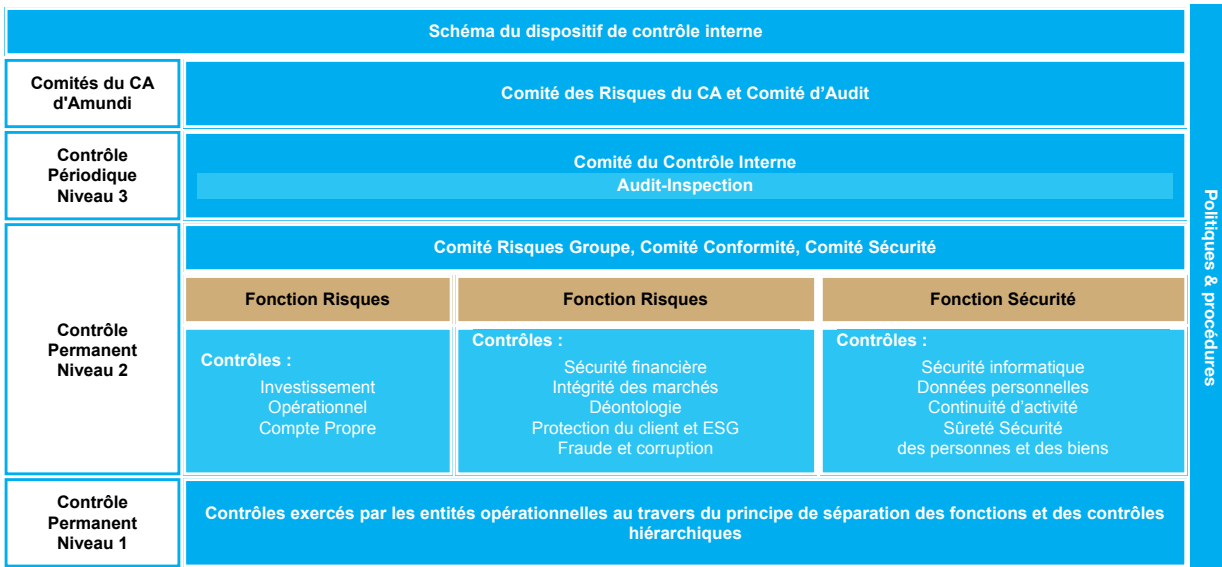 Schéma du dispositif de contrôle interne
Comités du CA
d'Amundi
Comité des Risques du CA et Comité d'Audit
Contrôle
Périodique
Niveau 3
Comité du Contrôle Interne
Audit-Inspection
Contrôle
Permanent
Niveau 2
Comité Risques Groupe, Comité Conformité, Comité Sécurité
Fonction Risques
Contrôles :
Investissement
Opérationnel
Compte Propre
Fonction Risques
Contrôles :
Sécurité financière
Intégrité des marchés
Déontologie
Protection du client et ESG
Fraude et corruption
Fonction Sécurité
Contrôles :
Sécurité informatique
Données personnelles
Continuité d'activité
Sûreté Sécurité
des personnes et des biens
Contrôle
Permanent
Niveau 1
Contrôles exercés par les entités opérationnelles au travers du principe de séparation des fonctions et des contrôles
hiérarchiques
Politiques & procédures